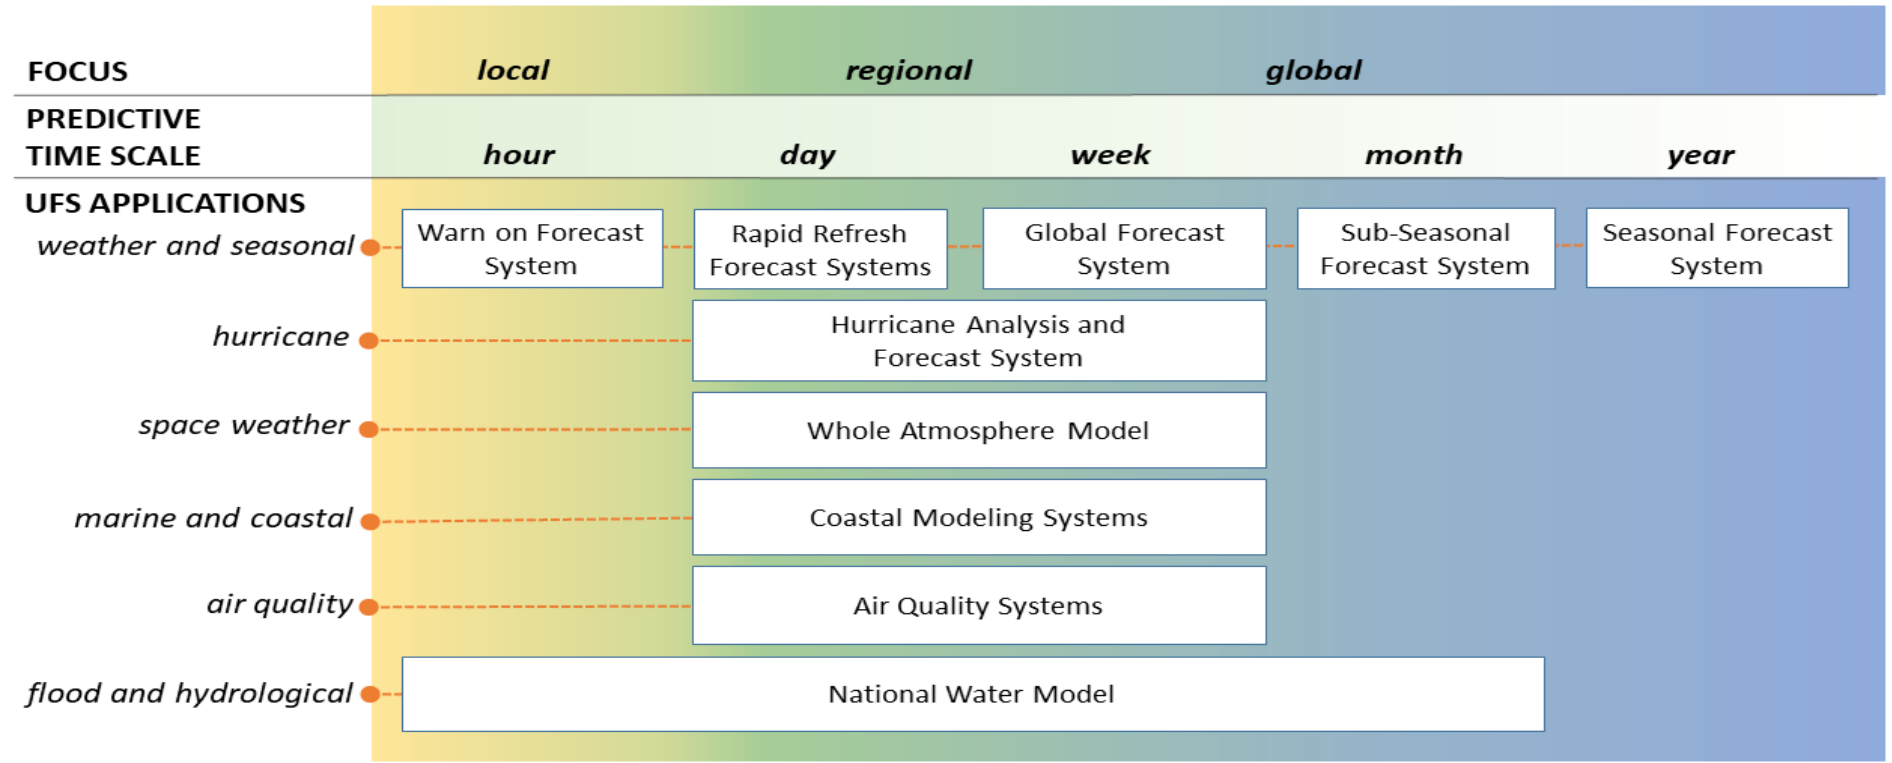 FOCUS local regional global
PREDICTIVE
TIME SCALE hour day week month year
UFS APPLICATIONS
weather and seasonal
Warn on Forecast
System
Rapid Refresh
Forecast Systems
Global Forecast
System
Sub-Seasonal
Forecast System
Seasonal Forecast
System
hurricane
Hurricane Analysis and
Forecast System
space weather
Whole Atmosphere Model
marine and coastal
Coastal Modeling Systems
air quality
Air Quality Systems
flood and hydrological
National Water Model